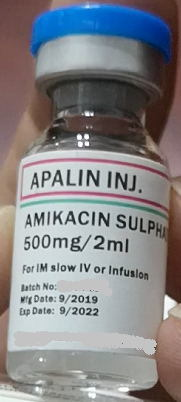 APALIN INJ.
AMIKACIN SULPHA
500mg/2ml
For IM slow IV or Infusion
Batch No:
Mfg Date: 9/2019
Exp Date: 9/2022